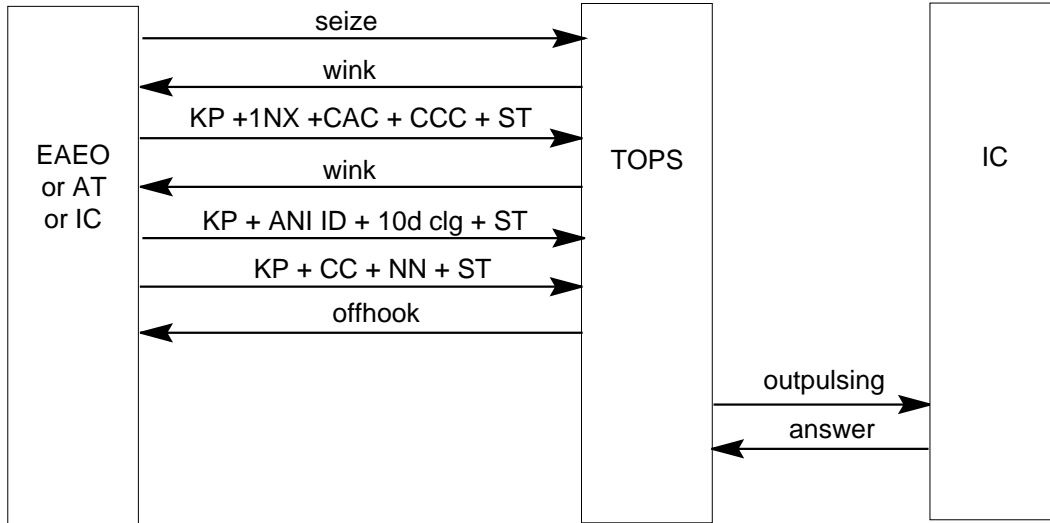 seize
wink
KP +1NX +CAC + CCC + ST
EAEO
or AT
or IC
TOPS
IC
wink
KP + ANI ID + 10d clg + ST
KP + CC + NN + ST
offhook
outpulsing
answer